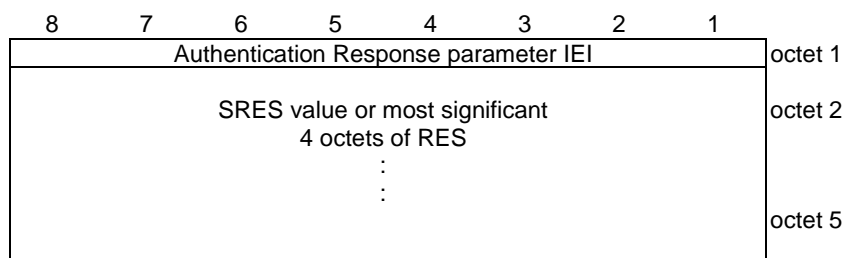 8 7 6 5 4 3 2 1
Authentication Response parameter IEI octet 1
SRES value or most significant octet 2
4 octets of RES
:
:
octet 5